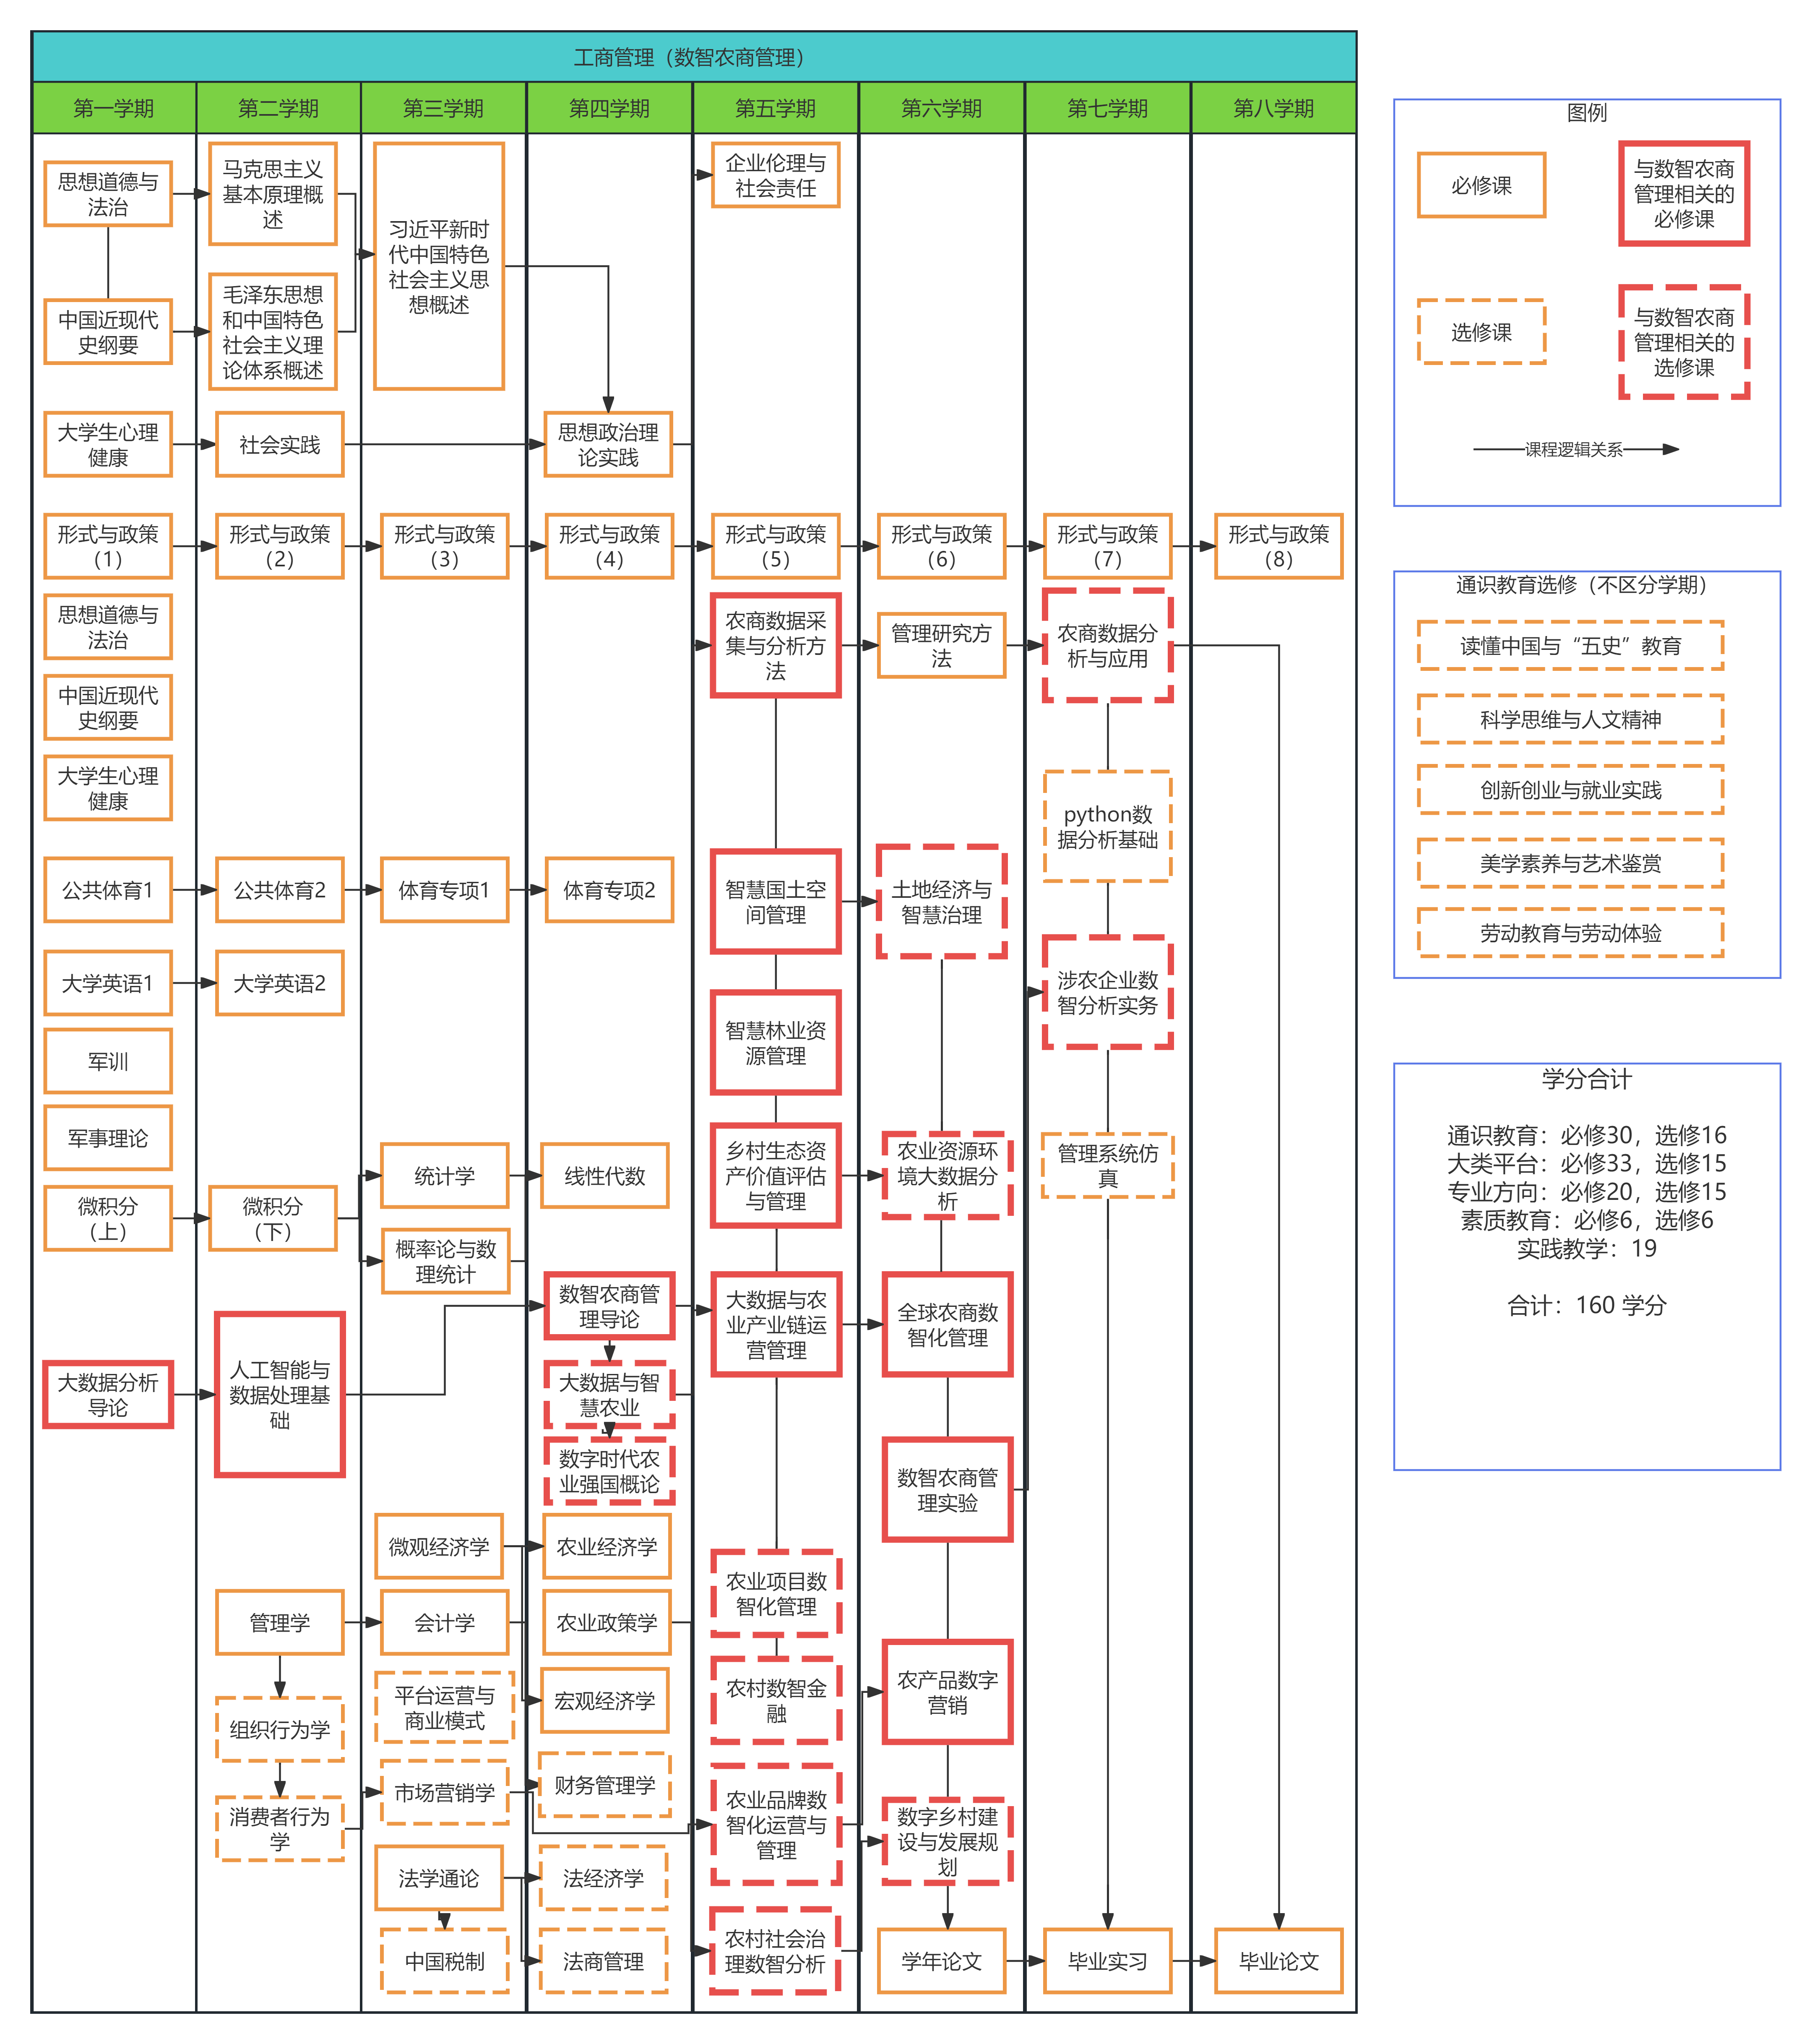 工商管理（数智农商管理）
第一学期
第二学期
第三学期
第四学期
第五学期
第六学期
第七学期
第八学期
思想道德与
法治
中国近现代
史纲要
大学生心理
健康
形式与政策
（1）
思想道德与
法治
中国近现代
史纲要
大学生心理
健康
公共体育1
大学英语1
军训
军事理论
微积分
（上）
大数据分析
导论
马克思主义
基本原理概
述
毛泽东思想
和中国特色
社会主义理
论体系概述
社会实践
形式与政策
（2）
公共体育2
大学英语2
微积分
（下）
人工智能与
数据处理基
础
管理学
组织行为学
消费者行为
学
习近平新时
代中国特色
社会主义思
想概述
形式与政策
（3）
体育专项1
统计学
概率论与数
理统计
微观经济学
会计学
平台运营与
商业模式
市场营销学
法学通论
中国税制
思想政治理
论实践
形式与政策
（4）
体育专项2
线性代数
数智农商管
理导论
大数据与智
慧农业
数字时代农
业强国概论
农业经济学
农业政策学
宏观经济学
财务管理学
法经济学
法商管理
企业伦理与
社会责任
形式与政策
（5）
农商数据采
集与分析方
法
智慧国土空
间管理
智慧林业资
源管理
乡村生态资
产价值评估
与管理
大数据与农
业产业链运
营管理
农业项目数
智化管理
农村数智金
融
农业品牌数
智化运营与
管理
农村社会治
理数智分析
形式与政策
（6）
管理研究方
法
土地经济与
智慧治理
农业资源环
境大数据分
析
全球农商数
智化管理
数智农商管
理实验
农产品数字
营销
数字乡村建
设与发展规
划
学年论文
形式与政策
（7）
农商数据分
析与应用
python数
据分析基础
涉农企业数
智分析实务
管理系统仿
真
毕业实习
形式与政策
（8）
毕业论文
图例
必修课
与数智农商
管理相关的
必修课
选修课
与数智农商
管理相关的
选修课
课程逻辑关系
通识教育选修（不区分学期）
读懂中国与“五史”教育
科学思维与人文精神
创新创业与就业实践
美学素养与艺术鉴赏
劳动教育与劳动体验
学分合计
通识教育：必修30，选修16
大类平台：必修33，选修15
专业方向：必修20，选修15
素质教育：必修6，选修6
实践教学：19
合计：160 学分